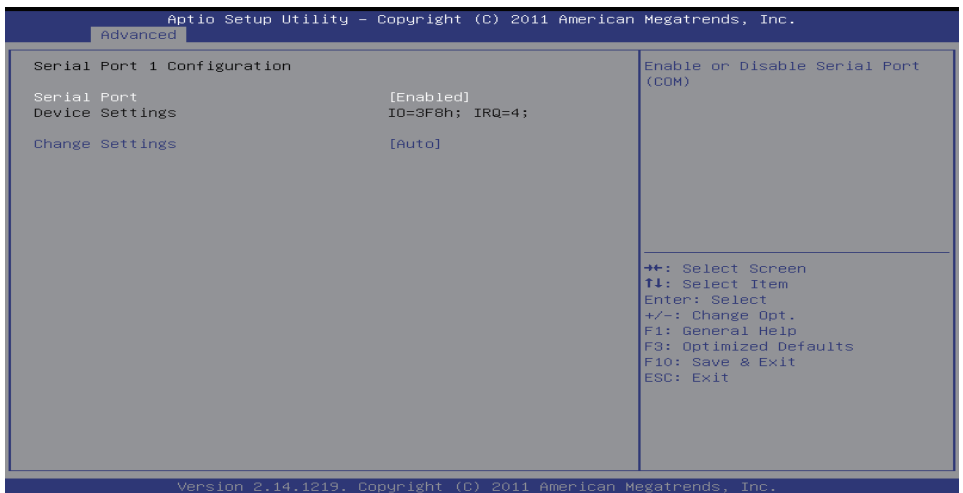 Aptio Setup Utility – Copyright (C) 2011 American Megatrends, Inc.
Advanced
Serial Port 1 Configuration
Serial Port [Enabled]
Device Settings IO=3F8h; IRQ=4;
Change Settings [Auto]
Enable or Disable Serial Port
(COM)
→←: Select Screen
↑↓: Select Item
Enter: Select
+/-: Change Opt.
F1: General Help
F3: Optimized Defaults
F10: Save & Exit
ESC: Exit
Version 2.14.1219. Copyright (C) 2011 American Megatrends, Inc.